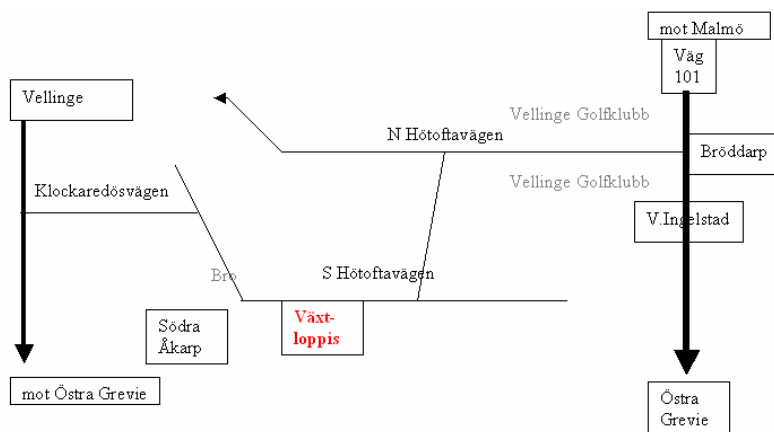 mot Malmö
Väg
101
Vellinge
Vellinge Golfklubb
N Hötoftavägen
Bröddarp
Vellinge Golfklubb
Klockaredösvägen
V.Ingelstad
Bro
S Hötoftavägen
Växt-
loppis
Södra
Åkarp
mot Östra Grevie
Östra
Grevie